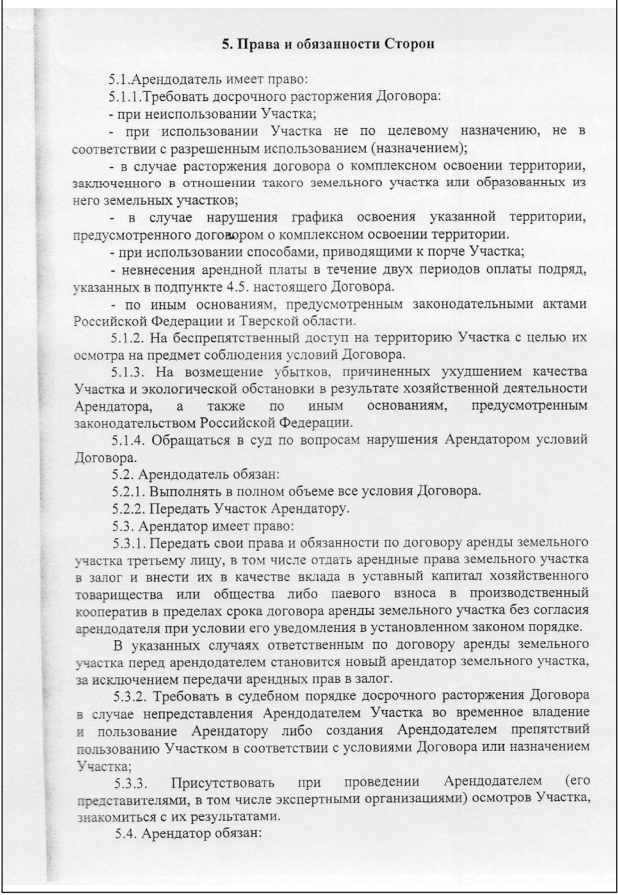 5. Права и обязанности Сторон
5.1.Арендодатель имеет право:
5.1.1.Требовать досрочного расторжения Договора:
- при неиспользовании Участка;
- при использовании Участка не по целевому назначению, не в
соответствии с разрешенным использованием (назначением);
- в случае расторжения договора о комплексном освоении территории,
заключенного в отношении такого земельного участка или образованных из
него земельных участков;
- в случае нарушения графика освоения указанной территории,
предусмотренного договором о комплексном освоении территории.
- при использовании способами, приводящими к порче Участка;
- невнесения арендной платы в течение двух периодов оплаты подряд,
указанных в подпункте 4.5. настоящего Договора.
- по иным основаниям, предусмотренным законодательными актами
Российской Федерации и Тверской области.
5.1.2. На беспрепятственный доступ на территорию Участка с целью их
осмотра на предмет соблюдения условий Договора.
5.1.3. На возмещение убытков, причиненных ухудшением качества
Участка и экологической обстановки в результате хозяйственной деятельности
Арендатора, а также по иным основаниям, предусмотренным
законодательством Российской Федерации.
5.1.4. Обращаться в суд по вопросам нарушения Арендатором условий
Договора.
5.2. Арендодатель обязан:
5.2.1. Выполнять в полном объеме все условия Договора.
5.2.2. Передать Участок Арендатору.
5.3. Арендатор имеет право:
5.3.1. Передать свои права и обязанности по договору аренды земельного
участка третьему лицу, в том числе отдать арендные права земельного участка
в залог и внести их в качестве вклада в уставный капитал хозяйственного
товарищества или общества либо паевого взноса в производственный
кооператив в пределах срока договора аренды земельного участка без согласия
арендодателя при условии его уведомления в установленном законом порядке.
В указанных случаях ответственным по договору аренды земельного
участка перед арендодателем становится новый арендатор земельного участка,
за исключением передачи арендных прав в залог.
5.3.2. Требовать в судебном порядке досрочного расторжения Договора
в случае непредставления Арендодателем Участка во временное владение
и пользование Арендатору либо создания Арендодателем препятствий
пользованию Участком в соответствии с условиями Договора или назначением
Участка;
5.3.3. Присутствовать при проведении Арендодателем (его
представителями, в том числе экспертными организациями) осмотров Участка,
знакомиться с их результатами.
5.4. Арендатор обязан: